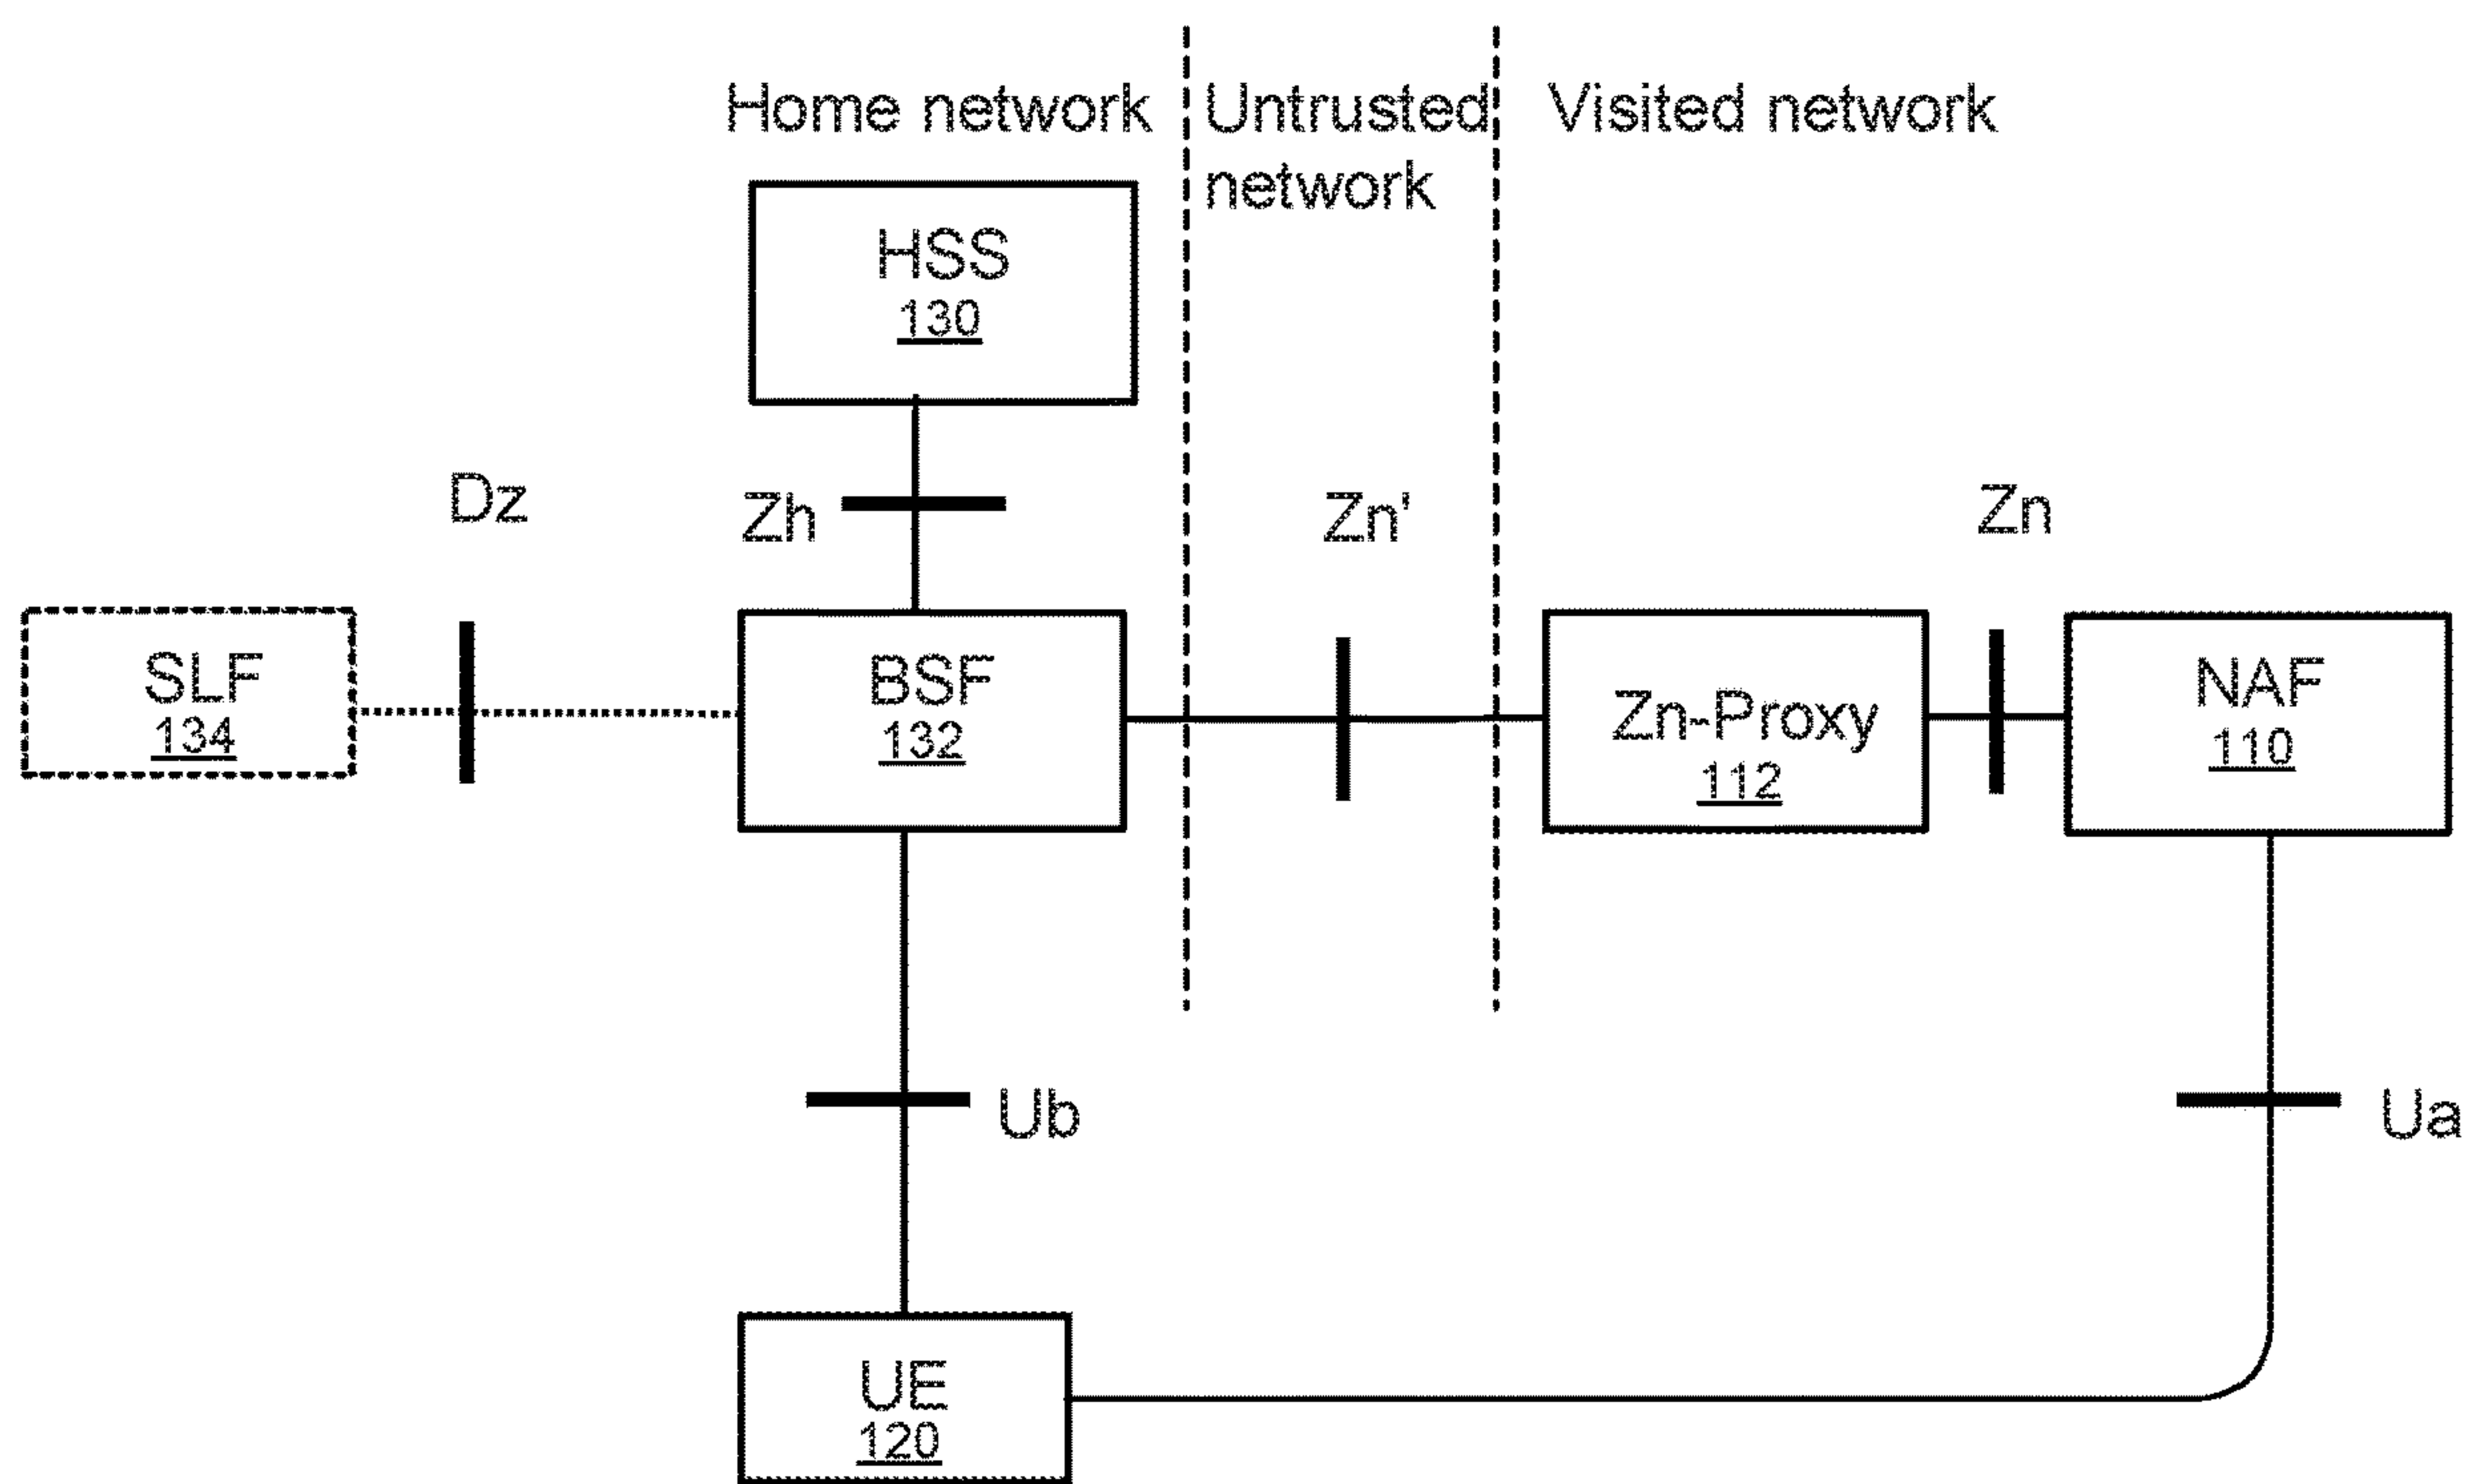 Home network
Untrusted
network
Visited network
HSS
130
Dz
Zh
Zn'
Zn
SLF
134
BSF
132
Zn-Proxy
112
NAF
110
Ub
Ua
UE
120